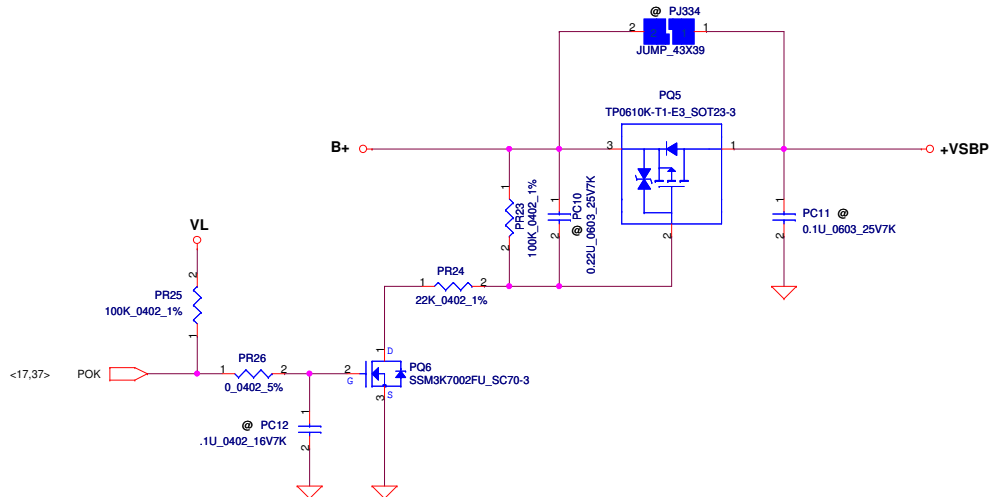 @ PJ334
2 2 1 1
JUMP_43X39
PQ5
TP0610K-T1-E3_SOT23-3
B+ 3 1 +VSBP
2
1 PR23 2
100K_0402_1%
1 @ PC10 2
0.22U_0603_25V7K
1 PC11 @ 2
0.1U_0603_25V7K
VL
2
PR25
100K_0402_1%
1
1 PR24 2
22K_0402_1%
<17,37> POK
1 PR26 2
0_0402_5%
2 G
1 D
PQ6
SSM3K7002FU_SC70-3
3 S
1
@ PC12
.1U_0402_16V7K
2